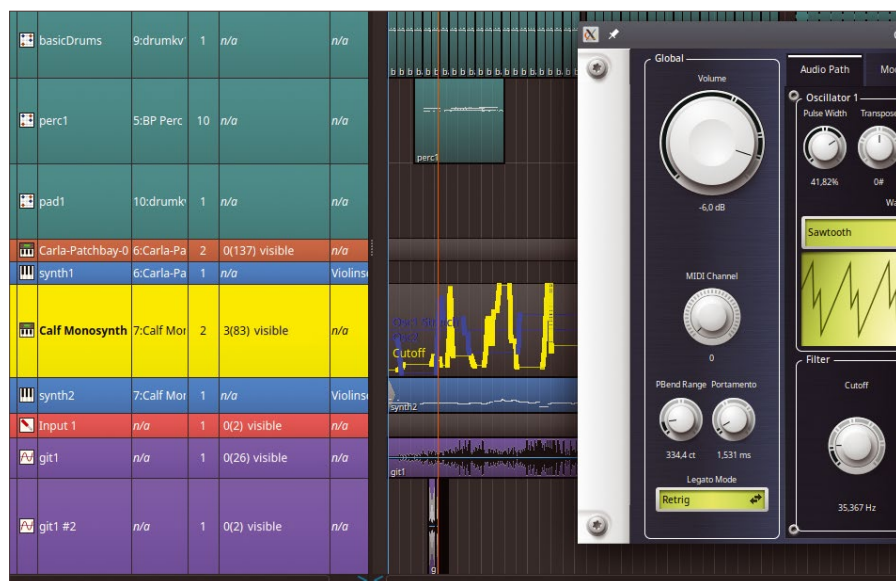 basicDrums 9:drumkv 1 n/a n/a
perc1 5:BP Perc 10 n/a n/a
pad1 10:drumkv 1 n/a n/a
Carla-Patchbay-0 6:Carla-Pa 2 0(137) visible n/a
synth1 6:Carla-Pa 1 n/a Violins
Calf Monosynth 7:Calf Mor 2 3(83) visible n/a
synth2 7:Calf Mor 1 n/a Violins
Input 1 n/a 1 0(2) visible n/a
git1 n/a 1 0(26) visible n/a
git1 #2 n/a 1 0(2) visible n/a
b b b b b b b b b b b b b b b b b b
perc1
Cutoff
synth2
git1
g
Global
Volume
-6,0 dB
MIDI Channel
0
PBend Range Portamento
334,4 ct 1,531 ms
Legato Mode
Retrig
Audio Path
Oscillator 1
Pulse Width Transpose
41,82% 0#
Sawtooth
Filter
Cutoff
35,367 Hz